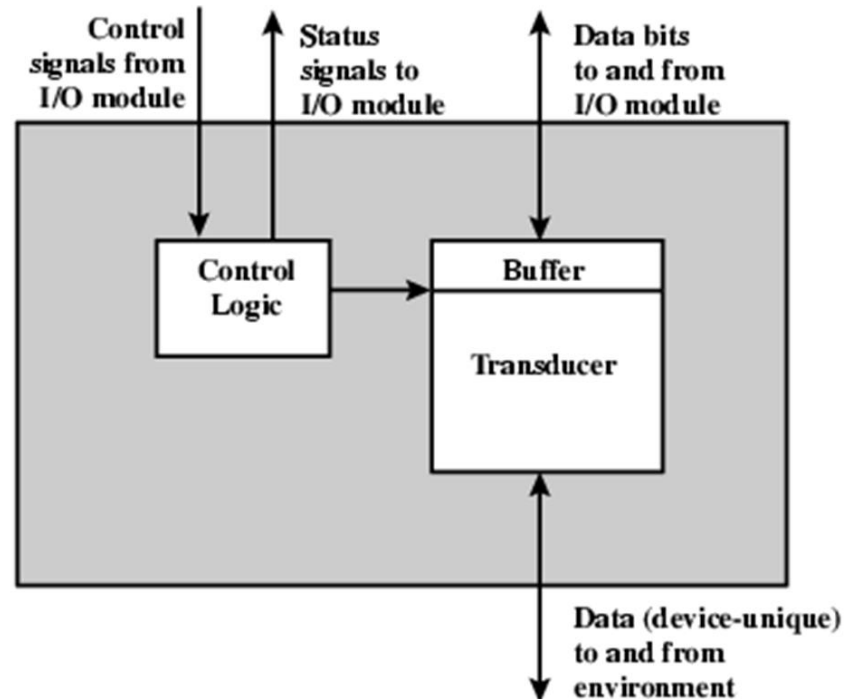 Control
signals from
I/O module
Status
signals to
I/O module
Data bits
to and from
I/O module
Control
Logic
Buffer
Transducer
Data (device-unique)
to and from
environment